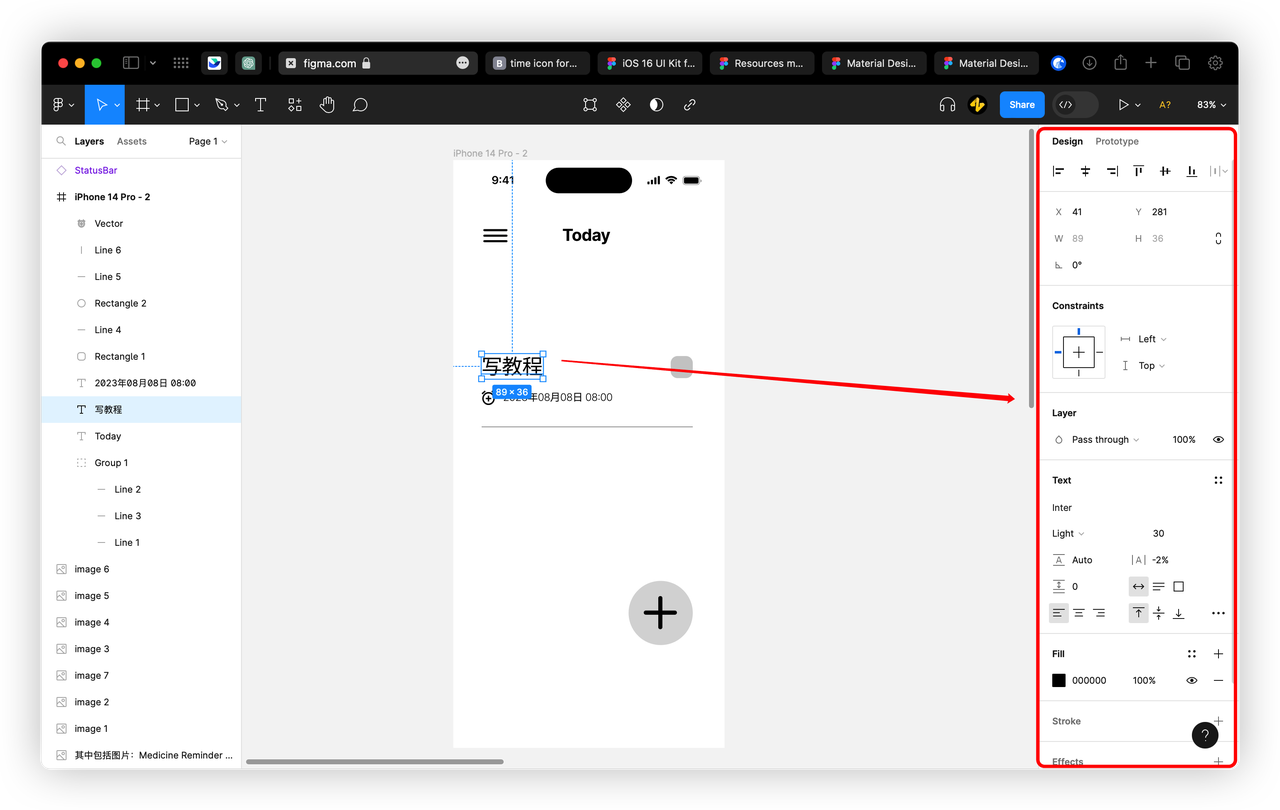 figma.com
B time icon for...
iOS 16 UI Kit f...
Resources m...
Material Desi...
Material Desi...
Share
A?
83%
Layers Assets Page 1
StatusBar
iPhone 14 Pro - 2
Vector
Line 6
Line 5
Rectangle 2
Line 4
Rectangle 1
2023年08月08日 08:00
写教程
Today
Group 1
Line 2
Line 3
Line 1
image 6
image 5
image 4
image 3
image 7
image 2
image 1
其中包括图片：Medicine Reminder ...
iPhone 14 Pro - 2
9:41
Today
写教程
89 × 36
年08月08日 08:00
Design Prototype
X 41 Y 281
W 89 H 36
0°
Constraints
Left
Top
Layer
Pass through 100%
Text
Inter
Light 30
A Auto |A| -2%
0
Fill
000000 100%
Stroke
?
Effects